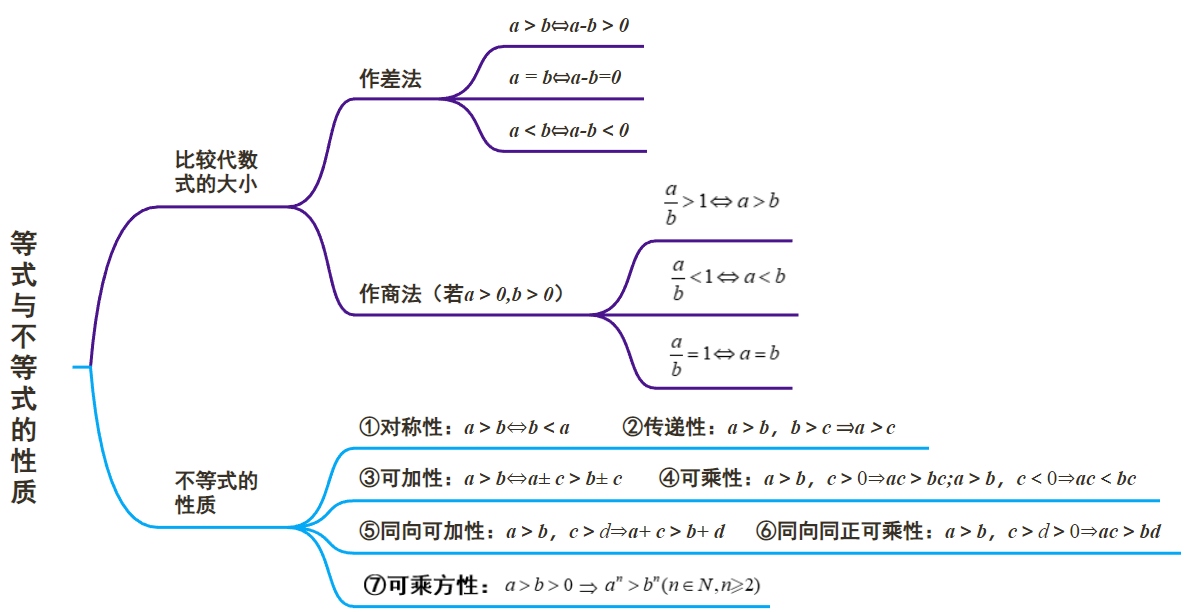 等式与不等式的性质
比较代数
式的大小
作差法
a > b⇔a-b > 0
a = b⇔a-b=0
a < b⇔a-b < 0
作商法（若a > 0,b > 0）
a/b > 1⇔a > b
a/b < 1⇔a < b
a/b = 1⇔a = b
不等式的
性质
①对称性：a > b⇔b < a ②传递性：a > b，b > c ⇒a > c
③可加性：a > b⇔a± c > b± c ④可乘性：a > b，c > 0⇒ac > bc;a > b，c < 0⇒ac < bc
⑤同向可加性：a > b，c > d⇒a+ c > b+ d ⑥同向同正可乘性：a > b，c > d > 0⇒ac > bd
⑦可乘方性：a > b > 0 ⇒ aⁿ > bⁿ(n∈N,n⩾2)